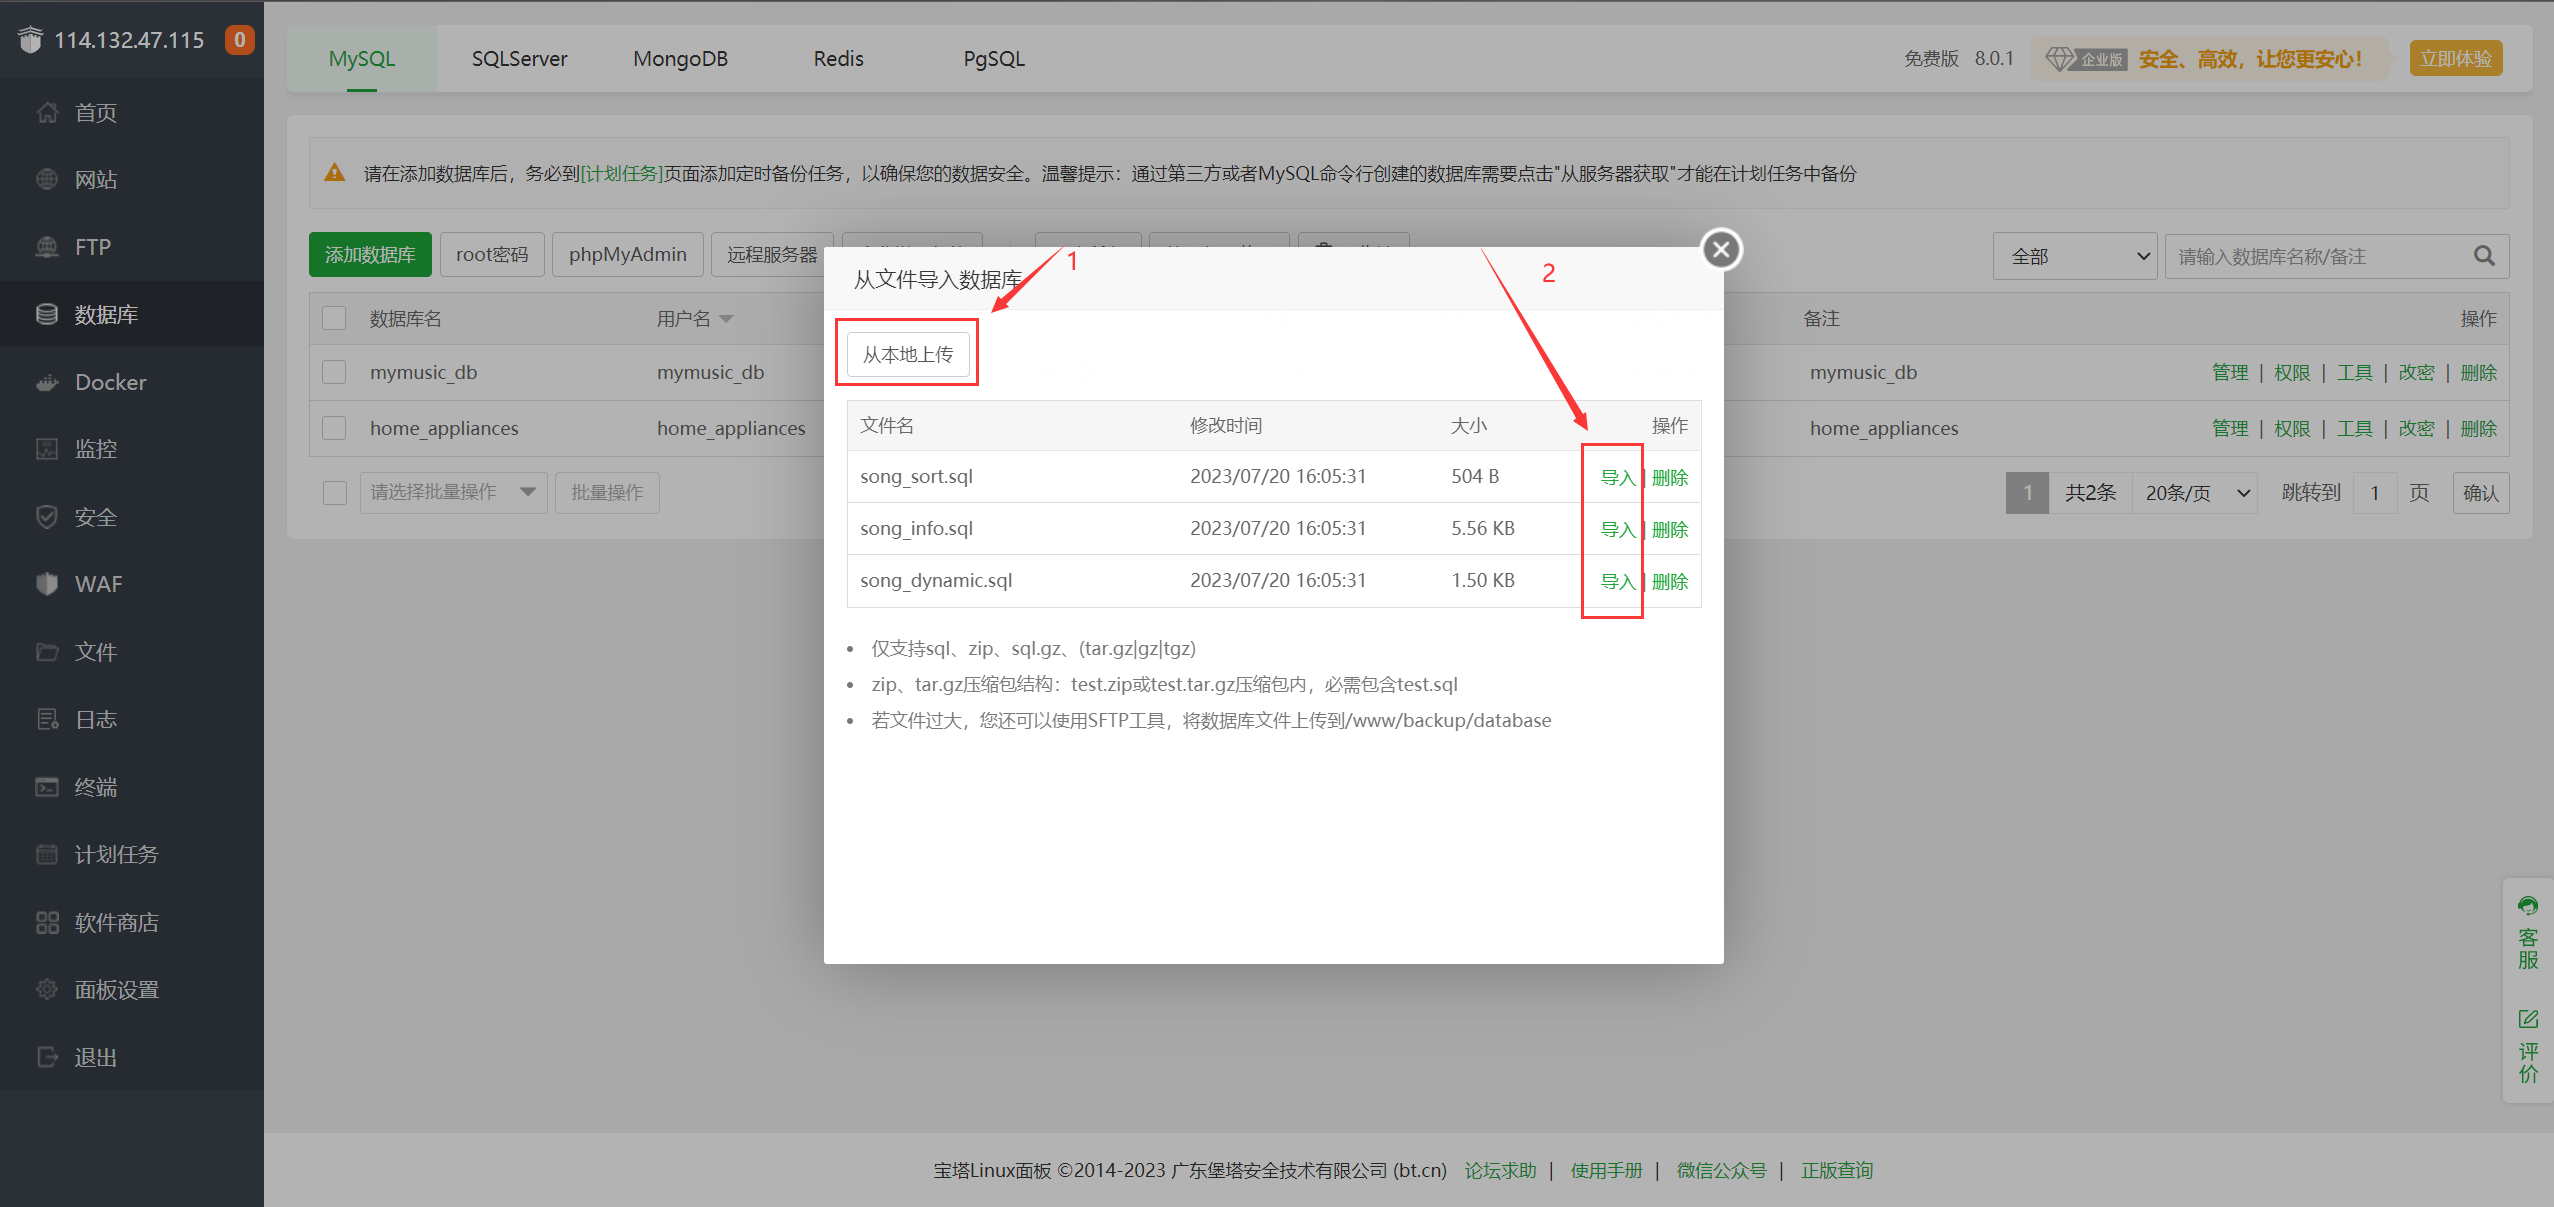 114.132.47.115 0
首页
网站
FTP
数据库
Docker
监控
安全
WAF
文件
日志
终端
计划任务
软件商店
面板设置
退出
MySQL SQLServer MongoDB Redis PgSQL
免费版 8.0.1 企业版 安全、高效，让您更安心！ 立即体验
请在添加数据库后，务必到[计划任务]页面添加定时备份任务，以确保您的数据安全。温馨提示：通过第三方或者MySQL命令行创建的数据库需要点击"从服务器获取"才能在计划任务中备份
添加数据库 root密码 phpMyAdmin 远程服务器
全部 请输入数据库名称/备注
数据库名 用户名 备注 操作
mymusic_db mymusic_db mymusic_db 管理 | 权限 | 工具 | 改密 | 删除
home_appliances home_appliances home_appliances 管理 | 权限 | 工具 | 改密 | 删除
请选择批量操作 批量操作
1 共2条 20条/页 跳转到 1 页 确认
从文件导入数据库
1
2
从本地上传
文件名 修改时间 大小 操作
song_sort.sql 2023/07/20 16:05:31 504 B 导入 | 删除
song_info.sql 2023/07/20 16:05:31 5.56 KB 导入 | 删除
song_dynamic.sql 2023/07/20 16:05:31 1.50 KB 导入 | 删除
仅支持sql、zip、sql.gz、(tar.gz|gz|tgz)
zip、tar.gz压缩包结构：test.zip或test.tar.gz压缩包内，必需包含test.sql
若文件过大，您还可以使用SFTP工具，将数据库文件上传到/www/backup/database
客服
评价
宝塔Linux面板 ©2014-2023 广东堡塔安全技术有限公司 (bt.cn) 论坛求助 | 使用手册 | 微信公众号 | 正版查询